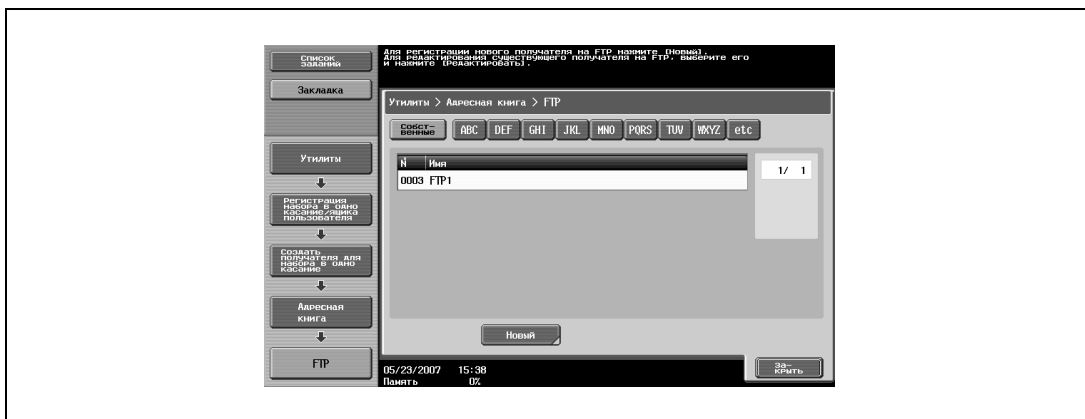 Список заданий
Закладка
Для регистрации нового получателя на FTP нажмите [Новый].
Для редактирования существующего получателя на FTP, выберите его
и нажмите [Редактировать].
Утилиты > Адресная книга > FTP
Собст-
венные
ABC DEF GHI JKL MNO PQRS TUV WXYZ etc
N Имя
0003 FTP1
1/ 1
Утилиты
Регистрация
набора в одно
касание/ящика
пользователя
Создать
получателя для
набора в одно
касание
Адресная
книга
FTP
Новый
05/23/2007 15:38
Память 0%
За-
крыть